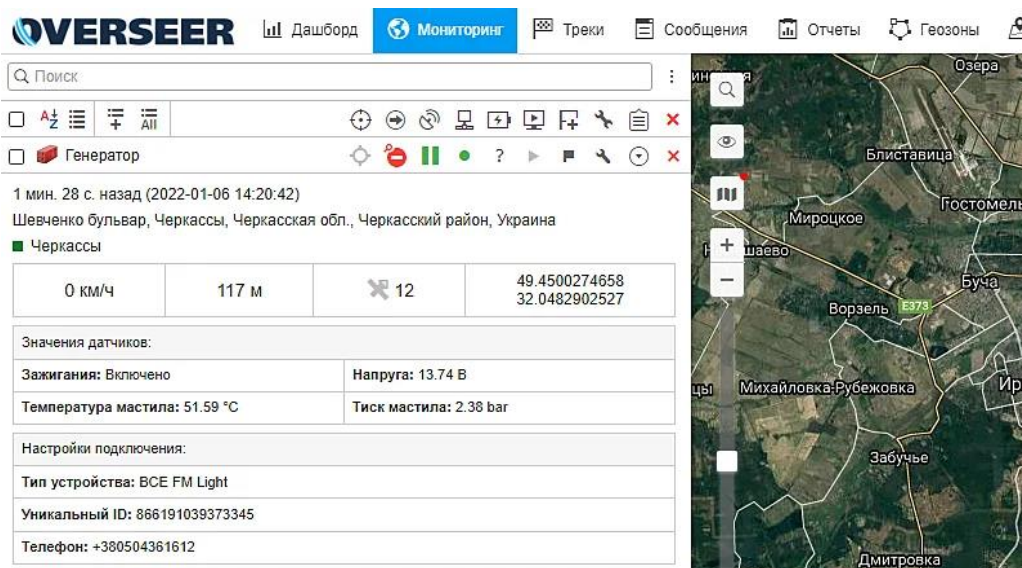 OVERSEER
Дашборд
Мониторинг
Треки
Сообщения
Отчеты
Геозоны
Поиск
All
Генератор
?
1 мин. 28 с. назад (2022-01-06 14:20:42)
Шевченко бульвар, Черкассы, Черкасская обл., Черкасский район, Украина
Черкассы
0 км/ч
117 м
12
49.4500274658
32.0482902527
Значения датчиков:
Зажигания: Включено
Напруга: 13.74 В
Температура мастила: 51.59 °C
Тиск мастила: 2.38 bar
Настройки подключения:
Тип устройства: BCE FM Light
Уникальный ID: 866191039373345
Телефон: +380504361612
Озера
Блиставица
Гостомель
Мироцкое
Буча
Ворзель
E373
Михайловка-Рубежовка
Забучье
Дмитровка